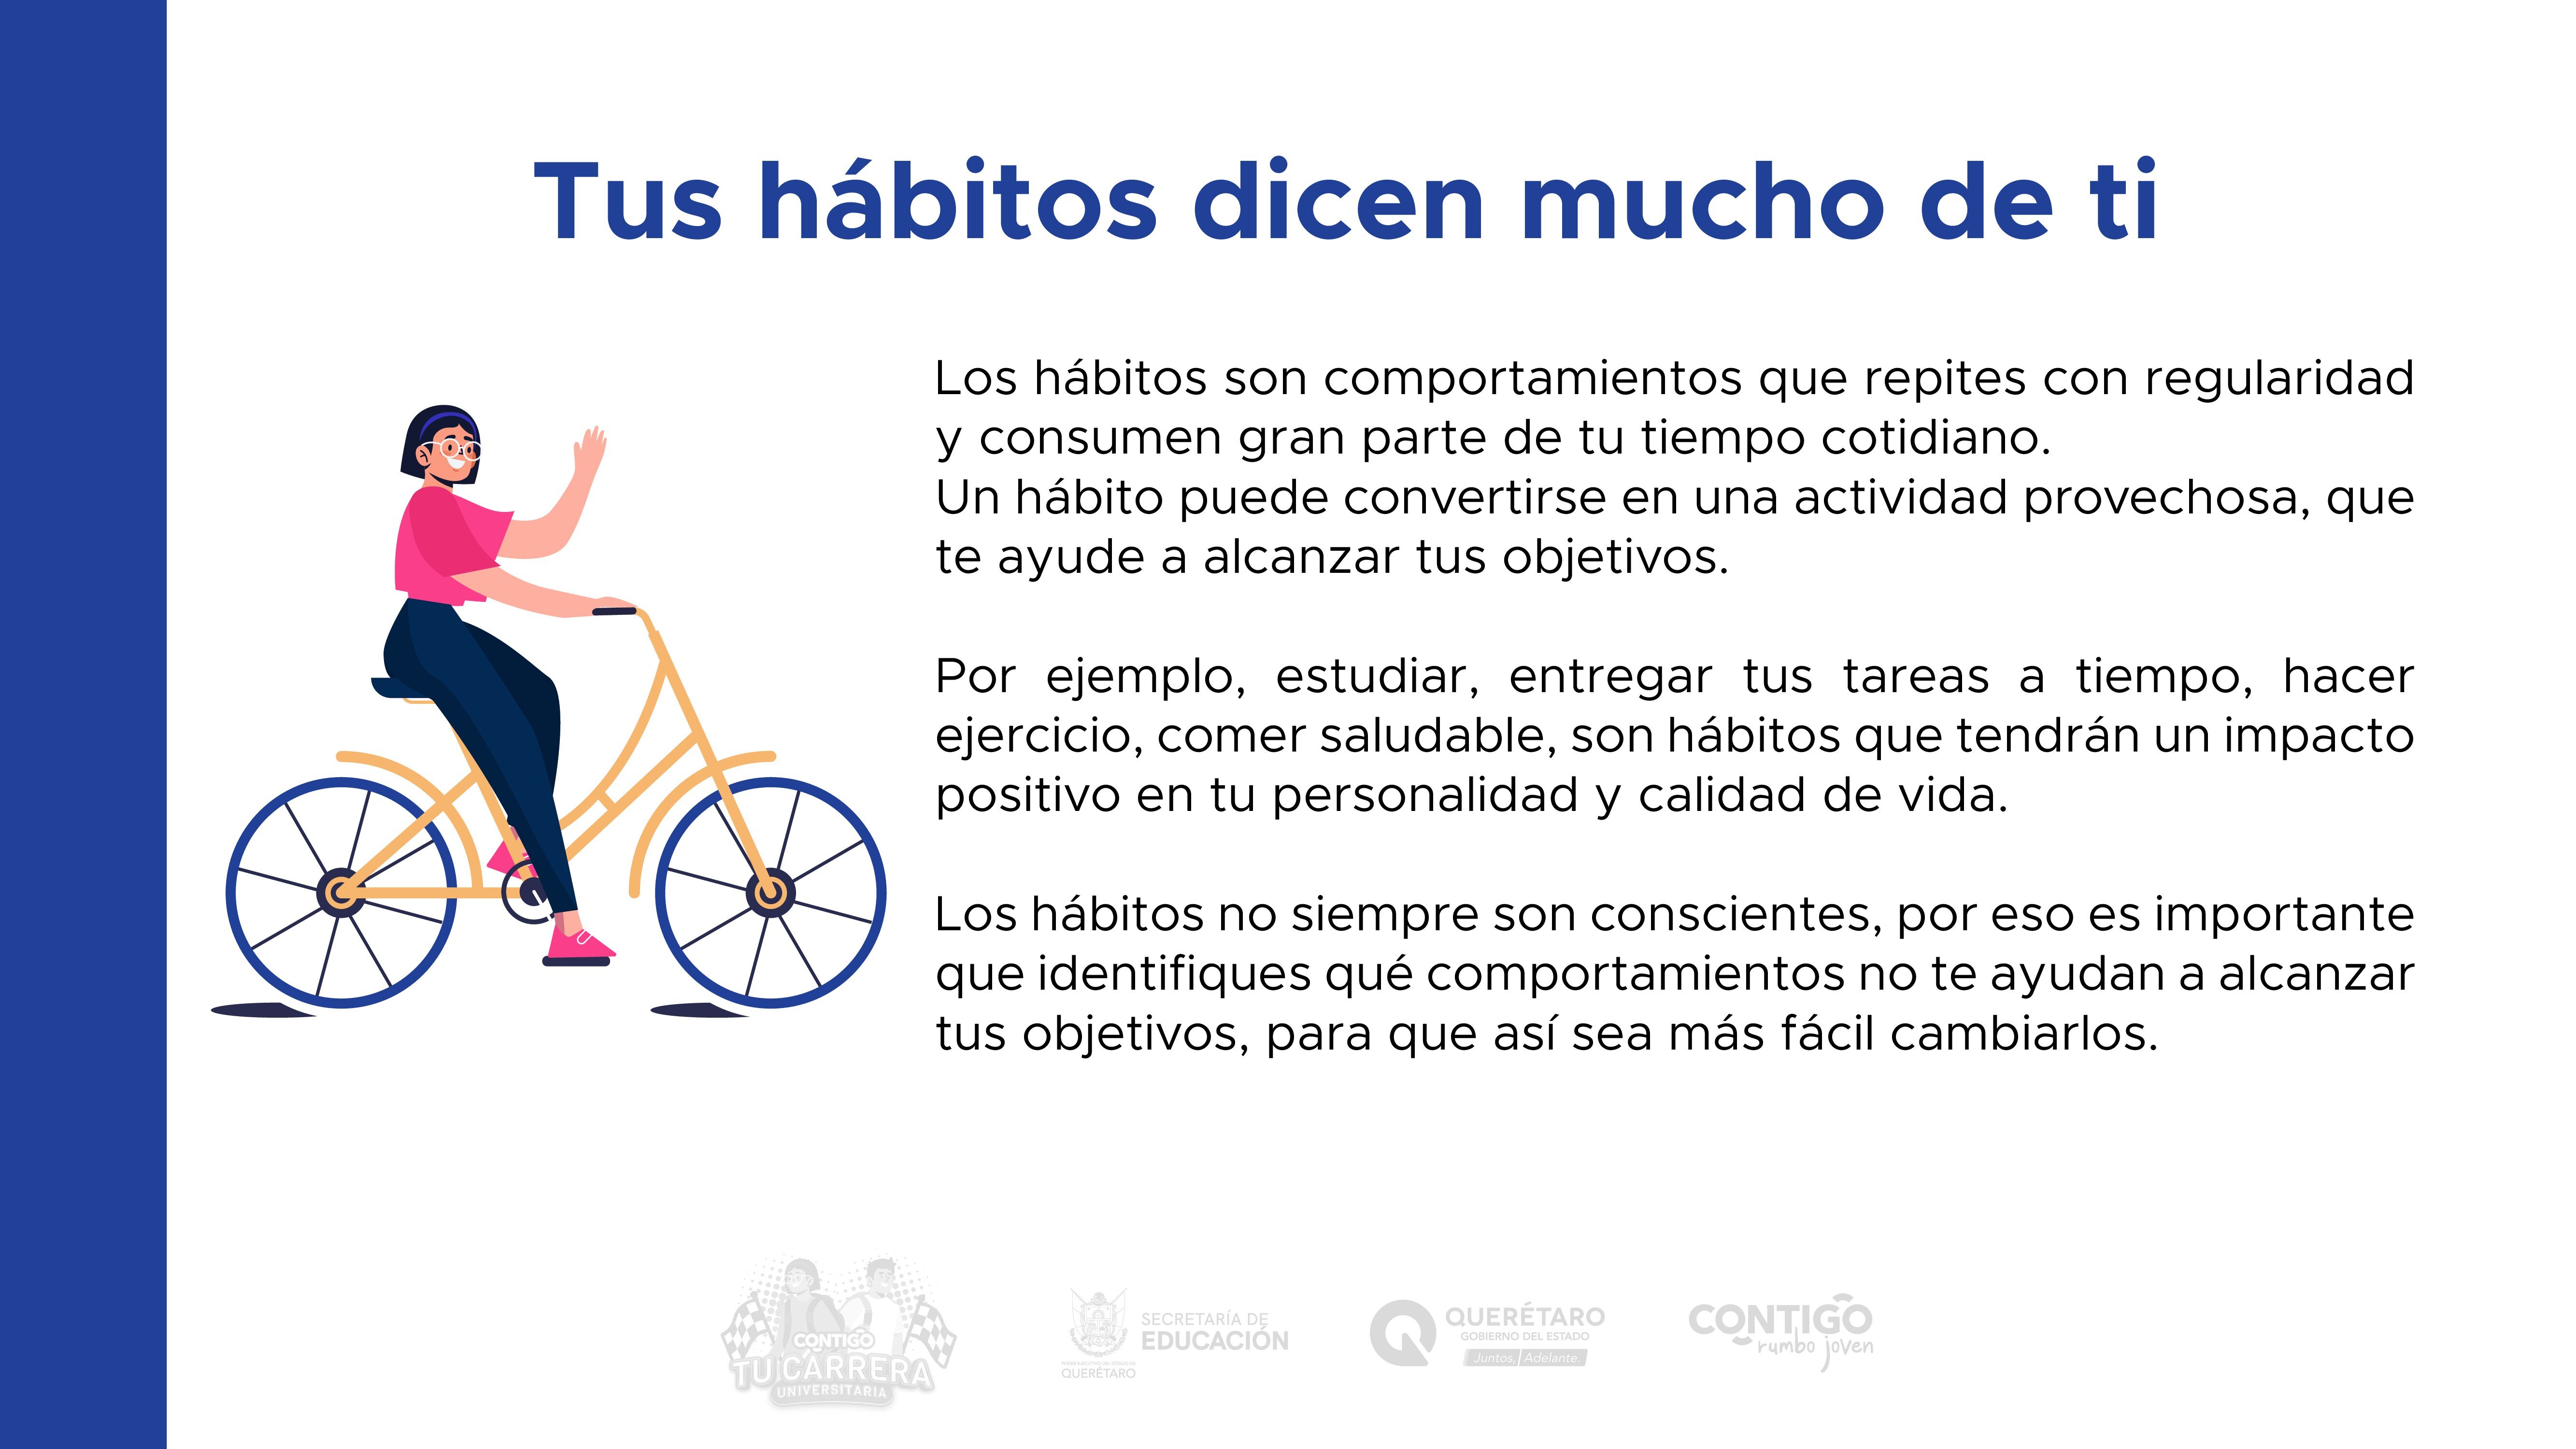 Tus hábitos dicen mucho de ti
Los hábitos son comportamientos que repites con regularidad
y consumen gran parte de tu tiempo cotidiano.
Un hábito puede convertirse en una actividad provechosa, que
te ayude a alcanzar tus objetivos.
Por ejemplo, estudiar, entregar tus tareas a tiempo, hacer
ejercicio, comer saludable, son hábitos que tendrán un impacto
positivo en tu personalidad y calidad de vida.
Los hábitos no siempre son conscientes, por eso es importante
que identifiques qué comportamientos no te ayudan a alcanzar
tus objetivos, para que así sea más fácil cambiarlos.
CONTIGO
TU CARRERA
UNIVERSITARIA
SECRETARÍA DE
EDUCACIÓN
PODER EJECUTIVO DEL ESTADO DE
QUERÉTARO
QUERÉTARO
GOBIERNO DEL ESTADO
Juntos, Adelante.
CONTIGO
rumbo joven